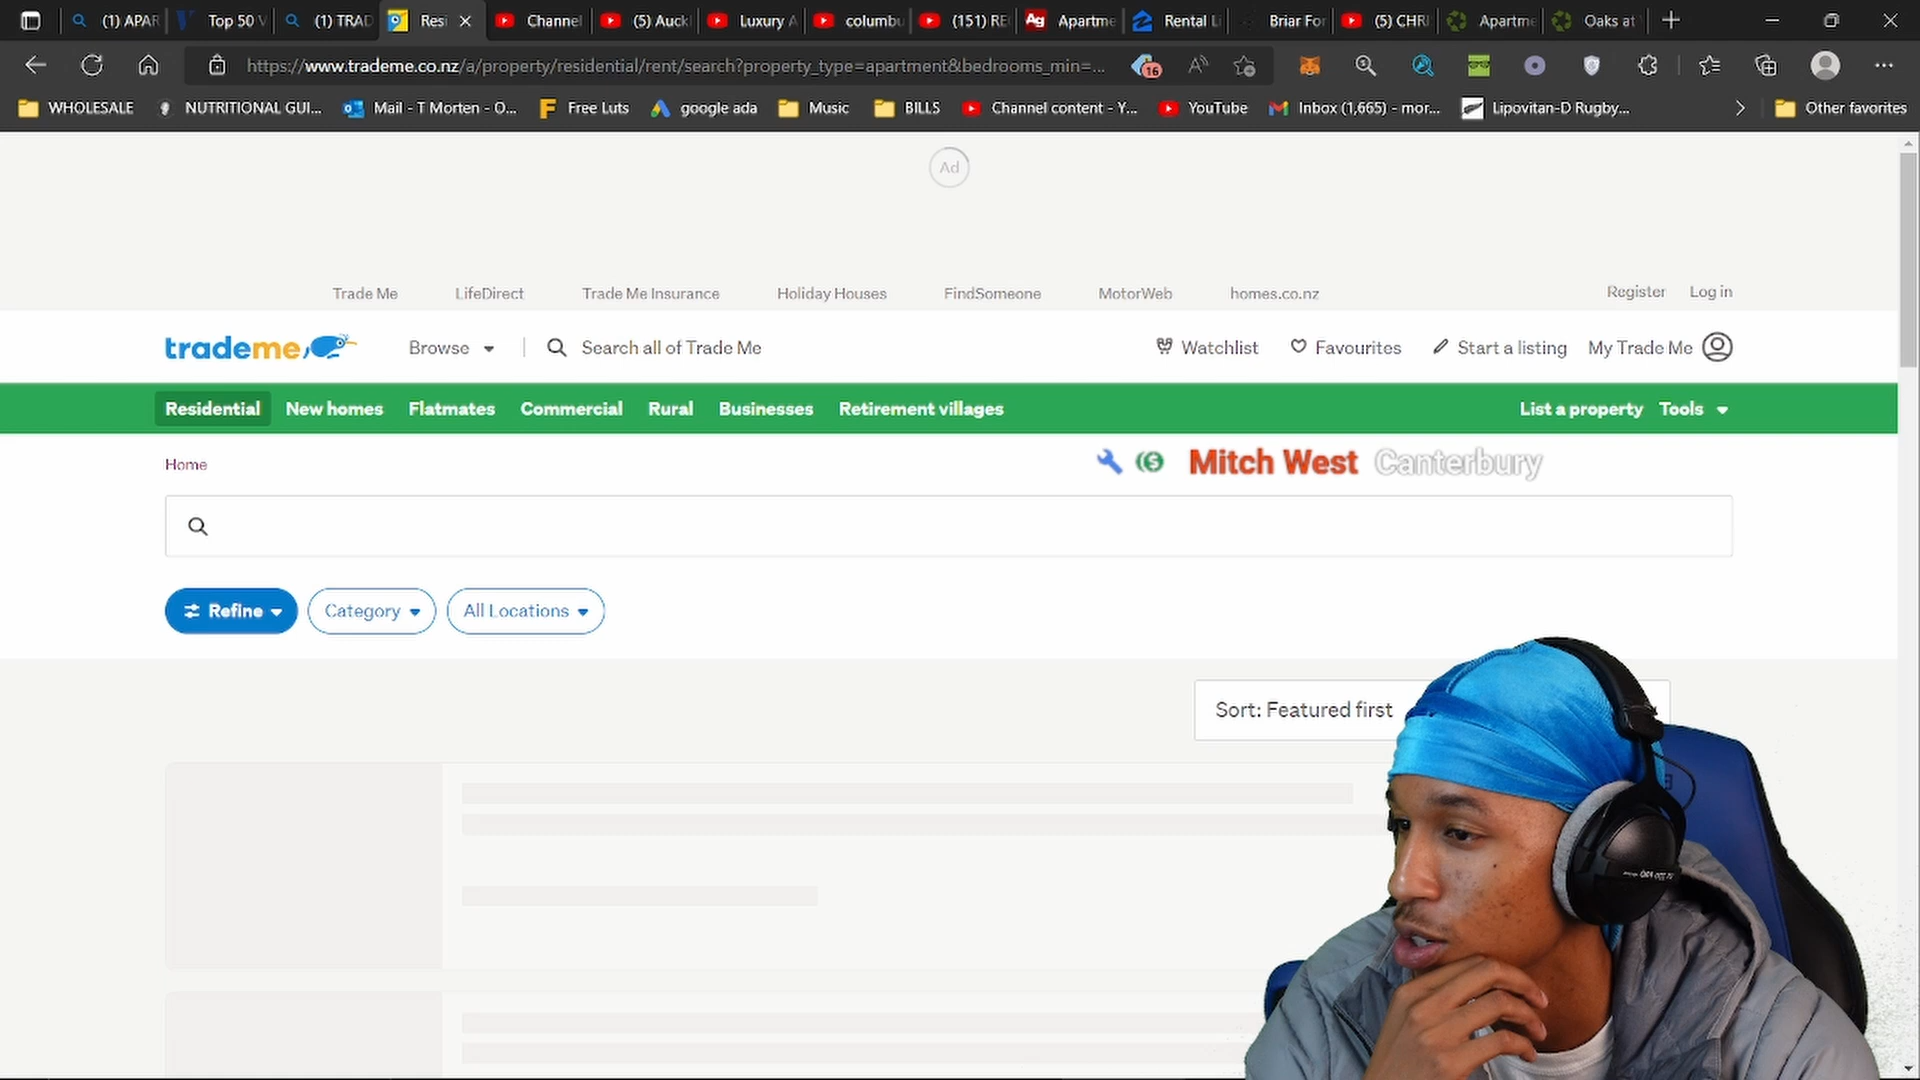 (1) APAR
Top 50 V
(1) TRAD
Resi
Channel
(5) Auck
Luxury A
columbu
(151) RE
Ag
Apartme
Rental Li
Briar For
(5) CHRI
Apartme
Oaks at
https://www.trademe.co.nz/a/property/residential/rent/search?property_type=apartment&bedrooms_min=...
16
WHOLESALE
NUTRITIONAL GUI...
Mail - T Morten - O...
Free Luts
google ada
Music
BILLS
Channel content - Y...
YouTube
Inbox (1,665) - mor...
Lipovitan-D Rugby...
Other favorites
Ad
Trade Me
LifeDirect
Trade Me Insurance
Holiday Houses
FindSomeone
MotorWeb
homes.co.nz
Register
Log in
trademe
Browse
Search all of Trade Me
Watchlist
Favourites
Start a listing
My Trade Me
Residential
New homes
Flatmates
Commercial
Rural
Businesses
Retirement villages
List a property
Tools
Home
Mitch West Canterbury
Refine
Category
All Locations
Sort: Featured first